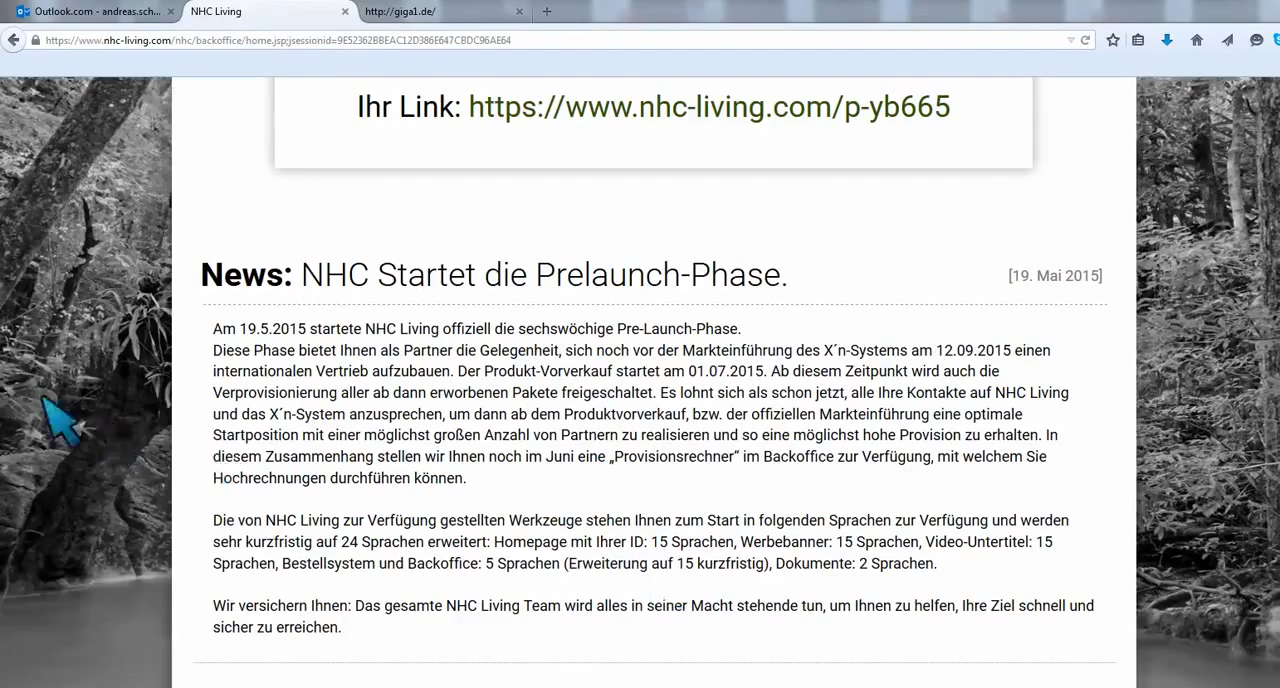 Outlook.com - andreas.sch...
NHC Living
http://giga1.de/
https://www.nhc-living.com/nhc/backoffice/home.jsp;jsessionid=9E52362BBEAC12D386E647CBDC96AE64
Ihr Link: https://www.nhc-living.com/p-yb665
News: NHC Startet die Prelaunch-Phase.
[19. Mai 2015]
Am 19.5.2015 startete NHC Living offiziell die sechswöchige Pre-Launch-Phase.
Diese Phase bietet Ihnen als Partner die Gelegenheit, sich noch vor der Markteinführung des X´n-Systems am 12.09.2015 einen
internationalen Vertrieb aufzubauen. Der Produkt-Vorverkauf startet am 01.07.2015. Ab diesem Zeitpunkt wird auch die
Verprovisionierung aller ab dann erworbenen Pakete freigeschaltet. Es lohnt sich als schon jetzt, alle Ihre Kontakte auf NHC Living
und das X´n-System anzusprechen, um dann ab dem Produktvorverkauf, bzw. der offiziellen Markteinführung eine optimale
Startposition mit einer möglichst großen Anzahl von Partnern zu realisieren und so eine möglichst hohe Provision zu erhalten. In
diesem Zusammenhang stellen wir Ihnen noch im Juni eine „Provisionsrechner“ im Backoffice zur Verfügung, mit welchem Sie
Hochrechnungen durchführen können.
Die von NHC Living zur Verfügung gestellten Werkzeuge stehen Ihnen zum Start in folgenden Sprachen zur Verfügung und werden
sehr kurzfristig auf 24 Sprachen erweitert: Homepage mit Ihrer ID: 15 Sprachen, Werbebanner: 15 Sprachen, Video-Untertitel: 15
Sprachen, Bestellsystem und Backoffice: 5 Sprachen (Erweiterung auf 15 kurzfristig), Dokumente: 2 Sprachen.
Wir versichern Ihnen: Das gesamte NHC Living Team wird alles in seiner Macht stehende tun, um Ihnen zu helfen, Ihre Ziel schnell und
sicher zu erreichen.